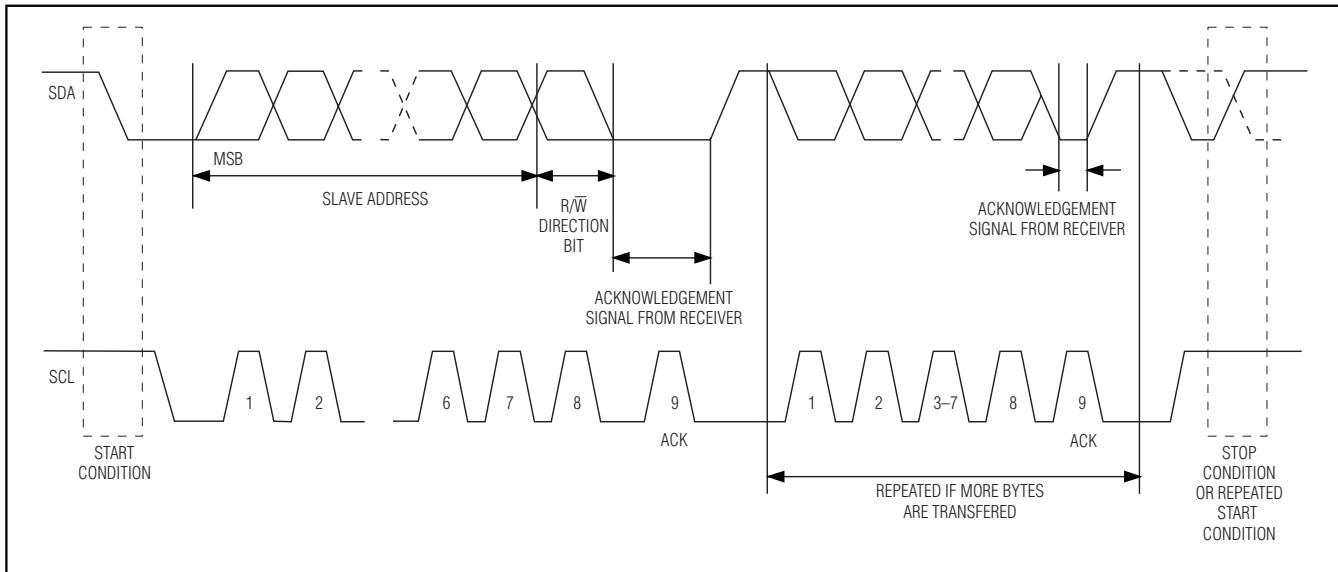 SDA
MSB
SLAVE ADDRESS
R/W̅
DIRECTION
BIT
ACKNOWLEDGEMENT
SIGNAL FROM RECEIVER
ACKNOWLEDGEMENT
SIGNAL FROM RECEIVER
SCL
1 2 6 7 8 9 1 2 3–7 8 9
ACK ACK
START
CONDITION
REPEATED IF MORE BYTES
ARE TRANSFERED
STOP
CONDITION
OR REPEATED
START
CONDITION